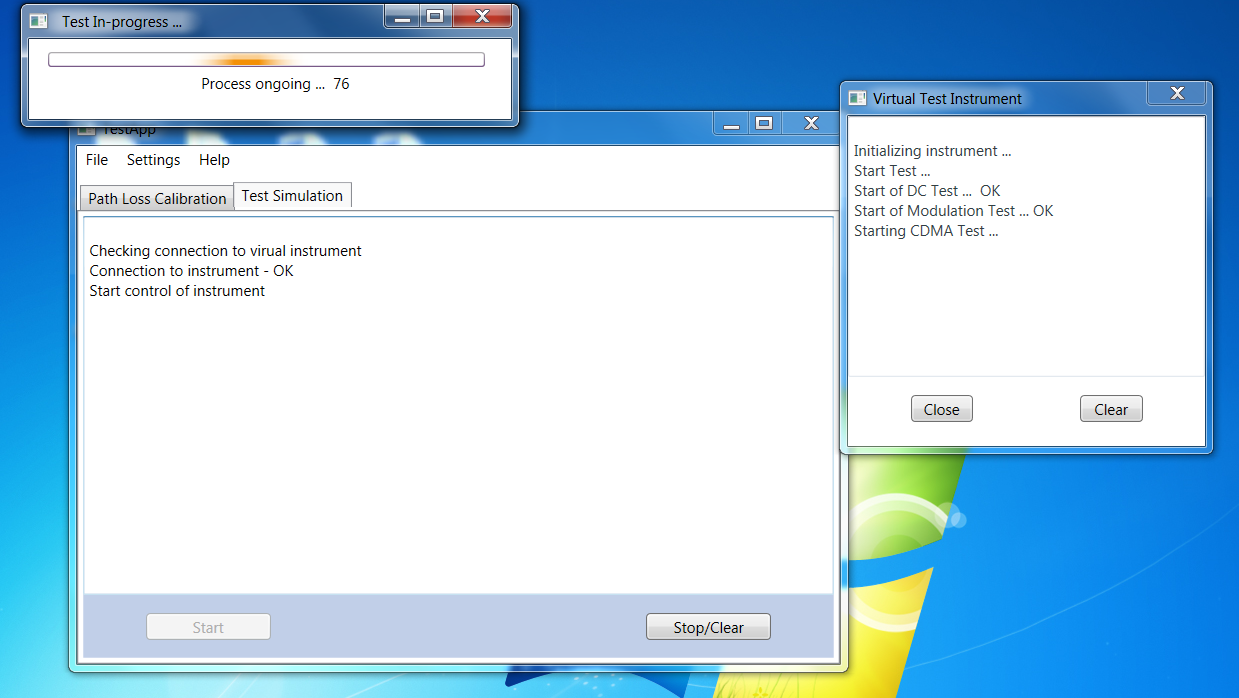 Test In-progress ...
Process ongoing ... 76
TestApp
File Settings Help
Path Loss Calibration Test Simulation
Checking connection to virual instrument
Connection to instrument - OK
Start control of instrument
Start Stop/Clear
Virtual Test Instrument
Initializing instrument ...
Start Test ...
Start of DC Test ... OK
Start of Modulation Test ... OK
Starting CDMA Test ...
Close Clear